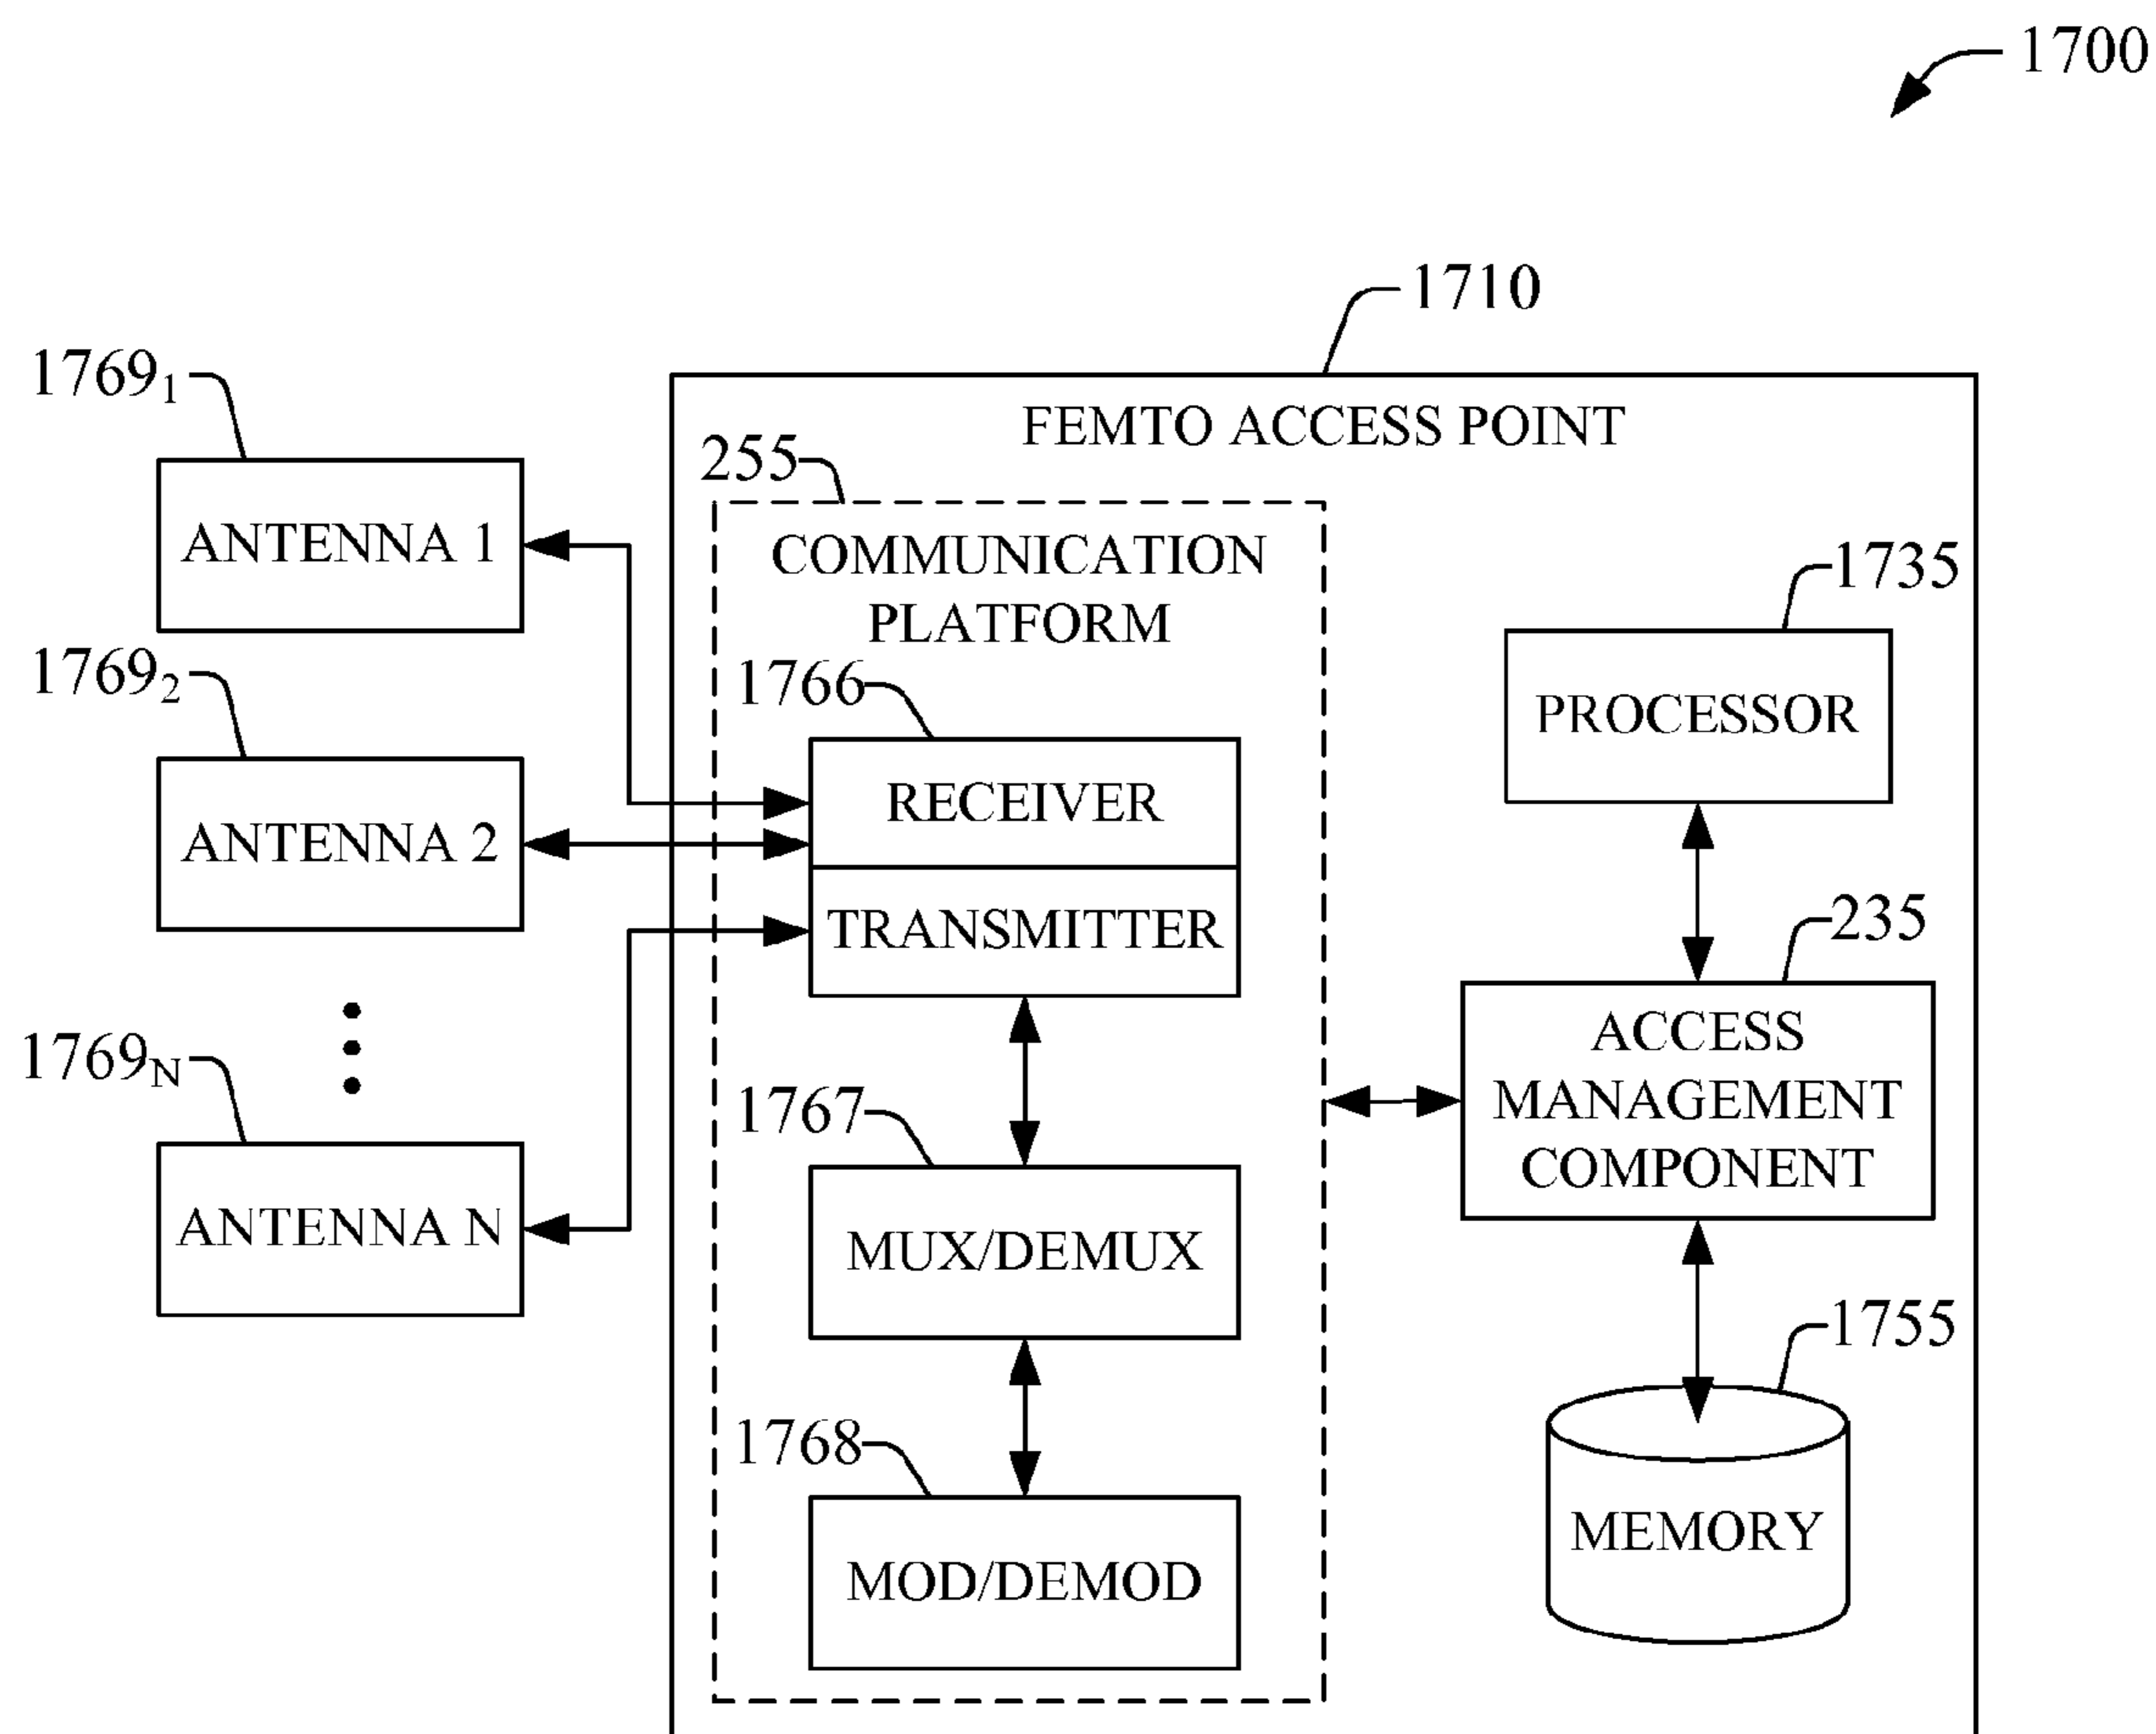 1700
1710
1769₁
FEMTO ACCESS POINT
255
ANTENNA 1
COMMUNICATION
PLATFORM
1735
1769₂
1766
PROCESSOR
RECEIVER
ANTENNA 2
235
TRANSMITTER
ACCESS
MANAGEMENT
COMPONENT
1769N
1767
ANTENNA N
MUX/DEMUX
1755
1768
MEMORY
MOD/DEMOD